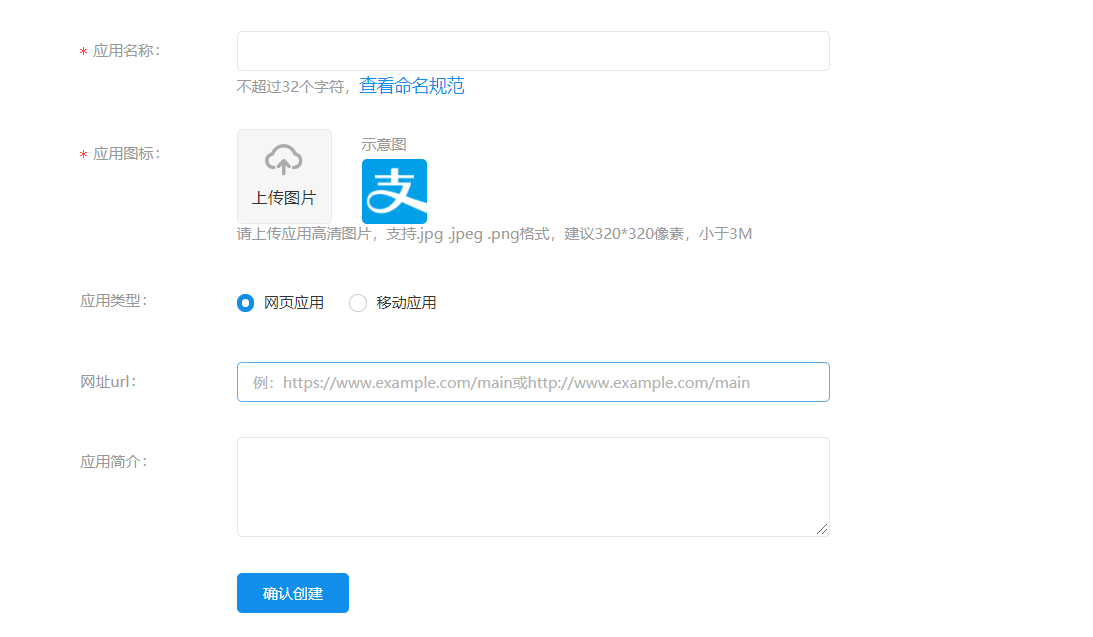 * 应用名称：
不超过32个字符，查看命名规范
* 应用图标：
上传图片
示意图
支
请上传应用高清图片，支持.jpg .jpeg .png格式，建议320*320像素，小于3M
应用类型：
网页应用 移动应用
网址url：
例：https://www.example.com/main或http://www.example.com/main
应用简介：
确认创建